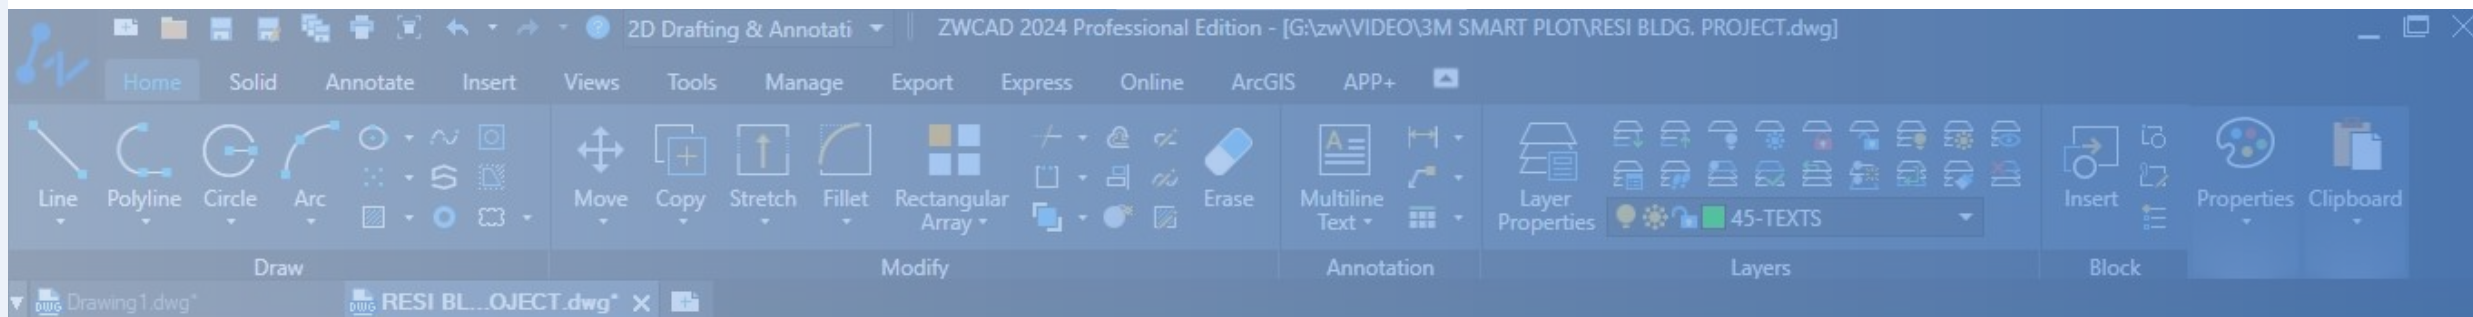 2D Drafting & Annotati
ZWCAD 2024 Professional Edition - [G:\zw\VIDEO\3M SMART PLOT\RESI BLDG. PROJECT.dwg]
Home Solid Annotate Insert Views Tools Manage Export Express Online ArcGIS APP+
Line Polyline Circle Arc
Move Copy Stretch Fillet Rectangular Array Erase
Multiline Text
Layer Properties
45-TEXTS
Insert
Properties Clipboard
Draw Modify Annotation Layers Block
Drawing1.dwg* RESI BL...OJECT.dwg*